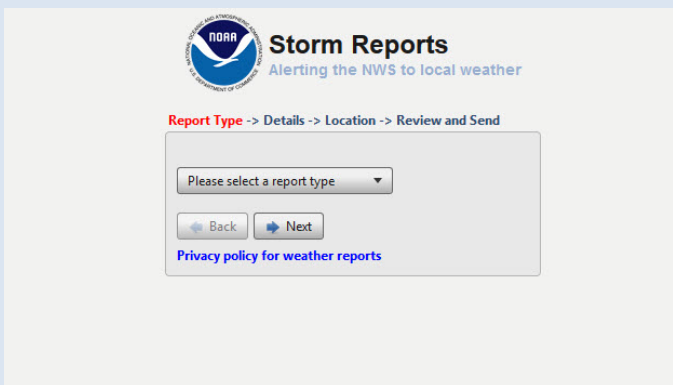 NATIONAL OCEANIC AND ATMOSPHERIC ADMINISTRATION
NOAA
U.S. DEPARTMENT OF COMMERCE
Storm Reports
Alerting the NWS to local weather
Report Type -> Details -> Location -> Review and Send
Please select a report type
Back Next
Privacy policy for weather reports